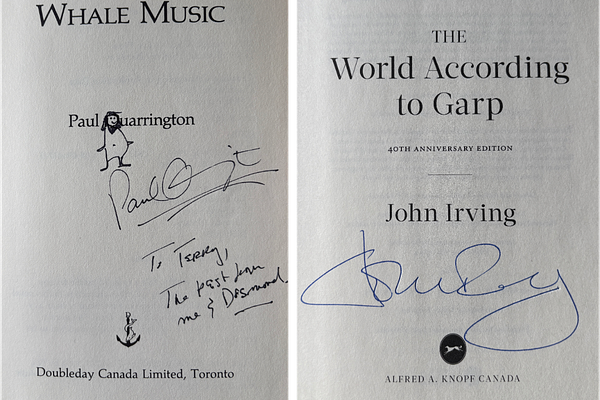 WHALE MUSIC
Paul Quarrington
Paul Q
To Terry,
The best from
me & Desmond.
Doubleday Canada Limited, Toronto
THE
World According
to Garp
40TH ANNIVERSARY EDITION
John Irving
ALFRED A. KNOPF CANADA